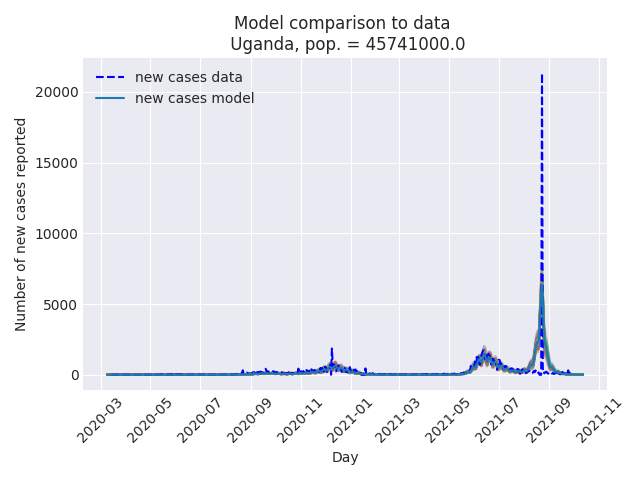 Model comparison to data
Uganda, pop. = 45741000.0
new cases data
new cases model
Number of new cases reported
20000
15000
10000
5000
0
2020-03
2020-05
2020-07
2020-09
2020-11
2021-01
2021-03
2021-05
2021-07
2021-09
2021-11
Day